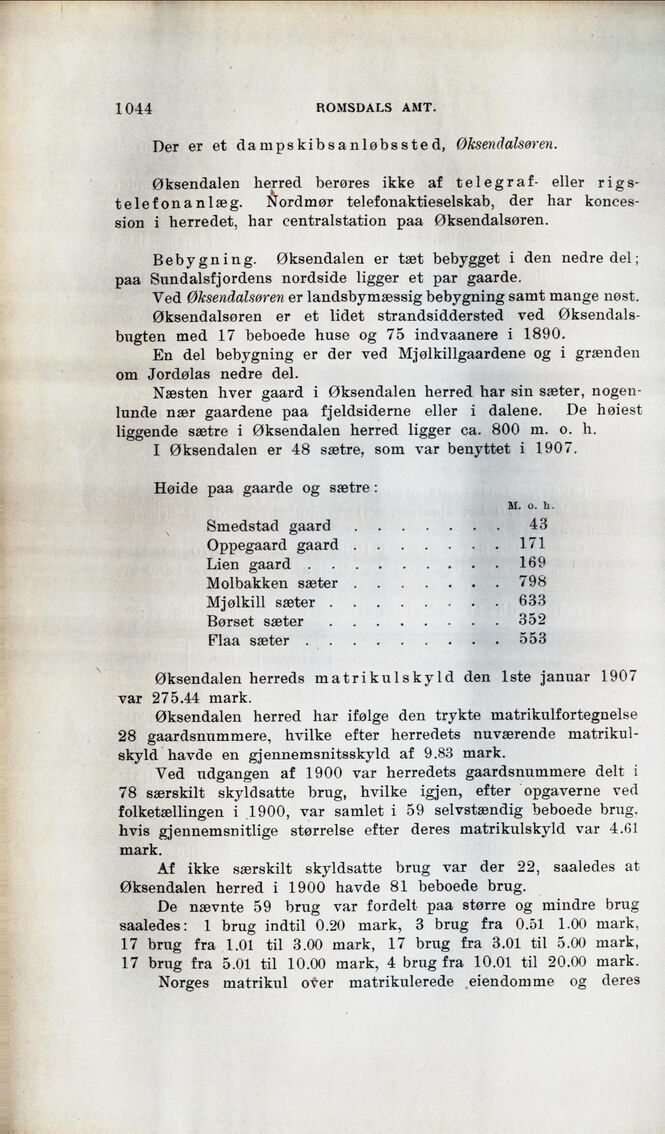 1044
ROMSDALS AMT.
Der er et dampskibsanløbssted, Øksendalsøren.
Øksendalen herred berøres ikke af telegraf- eller rigs-
telefonanlæg. Nordmør telefonaktieselskab, der har konces-
sion i herredet, har centralstation paa Øksendalsøren.
Bebygning. Øksendalen er tæt bebygget i den nedre del;
paa Sundalsfjordens nordside ligger et par gaarde.
Ved Øksendalsøren er landsbymæssig bebygning samt mange nøst.
Øksendalsøren er et lidet strandsiddersted ved Øksendals-
bugten med 17 beboede huse og 75 indvaanere i 1890.
En del bebygning er der ved Mjølkillgaardene og i grænden
om Jordølas nedre del.
Næsten hver gaard i Øksendalen herred har sin sæter, nogen-
lunde nær gaardene paa fjeldsiderne eller i dalene. De høiest
liggende sætre i Øksendalen herred ligger ca. 800 m. o. h.
I Øksendalen er 48 sætre, som var benyttet i 1907.
Høide paa gaarde og sætre:
M. o. h.
Smedstad gaard . . . . . . . 43
Oppegaard gaard . . . . . . . 171
Lien gaard . . . . . . . . . 169
Molbakken sæter . . . . . . 798
Mjølkill sæter . . . . . . . . 633
Børset sæter . . . . . . . . 352
Flaa sæter . . . . . . . . . 553
Øksendalen herreds matrikulskyld den 1ste januar 1907
var 275.44 mark.
Øksendalen herred har ifølge den trykte matrikulfortegnelse
28 gaardsnummere, hvilke efter herredets nuværende matrikul-
skyld havde en gjennemsnitsskyld af 9.83 mark.
Ved udgangen af 1900 var herredets gaardsnummere delt i
78 særskilt skyldsatte brug, hvilke igjen, efter opgaverne ved
folketællingen i 1900, var samlet i 59 selvstændig beboede brug,
hvis gjennemsnitlige størrelse efter deres matrikulskyld var 4.61
mark.
Af ikke særskilt skyldsatte brug var der 22, saaledes at
Øksendalen herred i 1900 havde 81 beboede brug.
De nævnte 59 brug var fordelt paa større og mindre brug
saaledes: 1 brug indtil 0.20 mark, 3 brug fra 0.51 1.00 mark,
17 brug fra 1.01 til 3.00 mark, 17 brug fra 3.01 til 5.00 mark,
17 brug fra 5.01 til 10.00 mark, 4 brug fra 10.01 til 20.00 mark.
Norges matrikul over matrikulerede eiendomme og deres